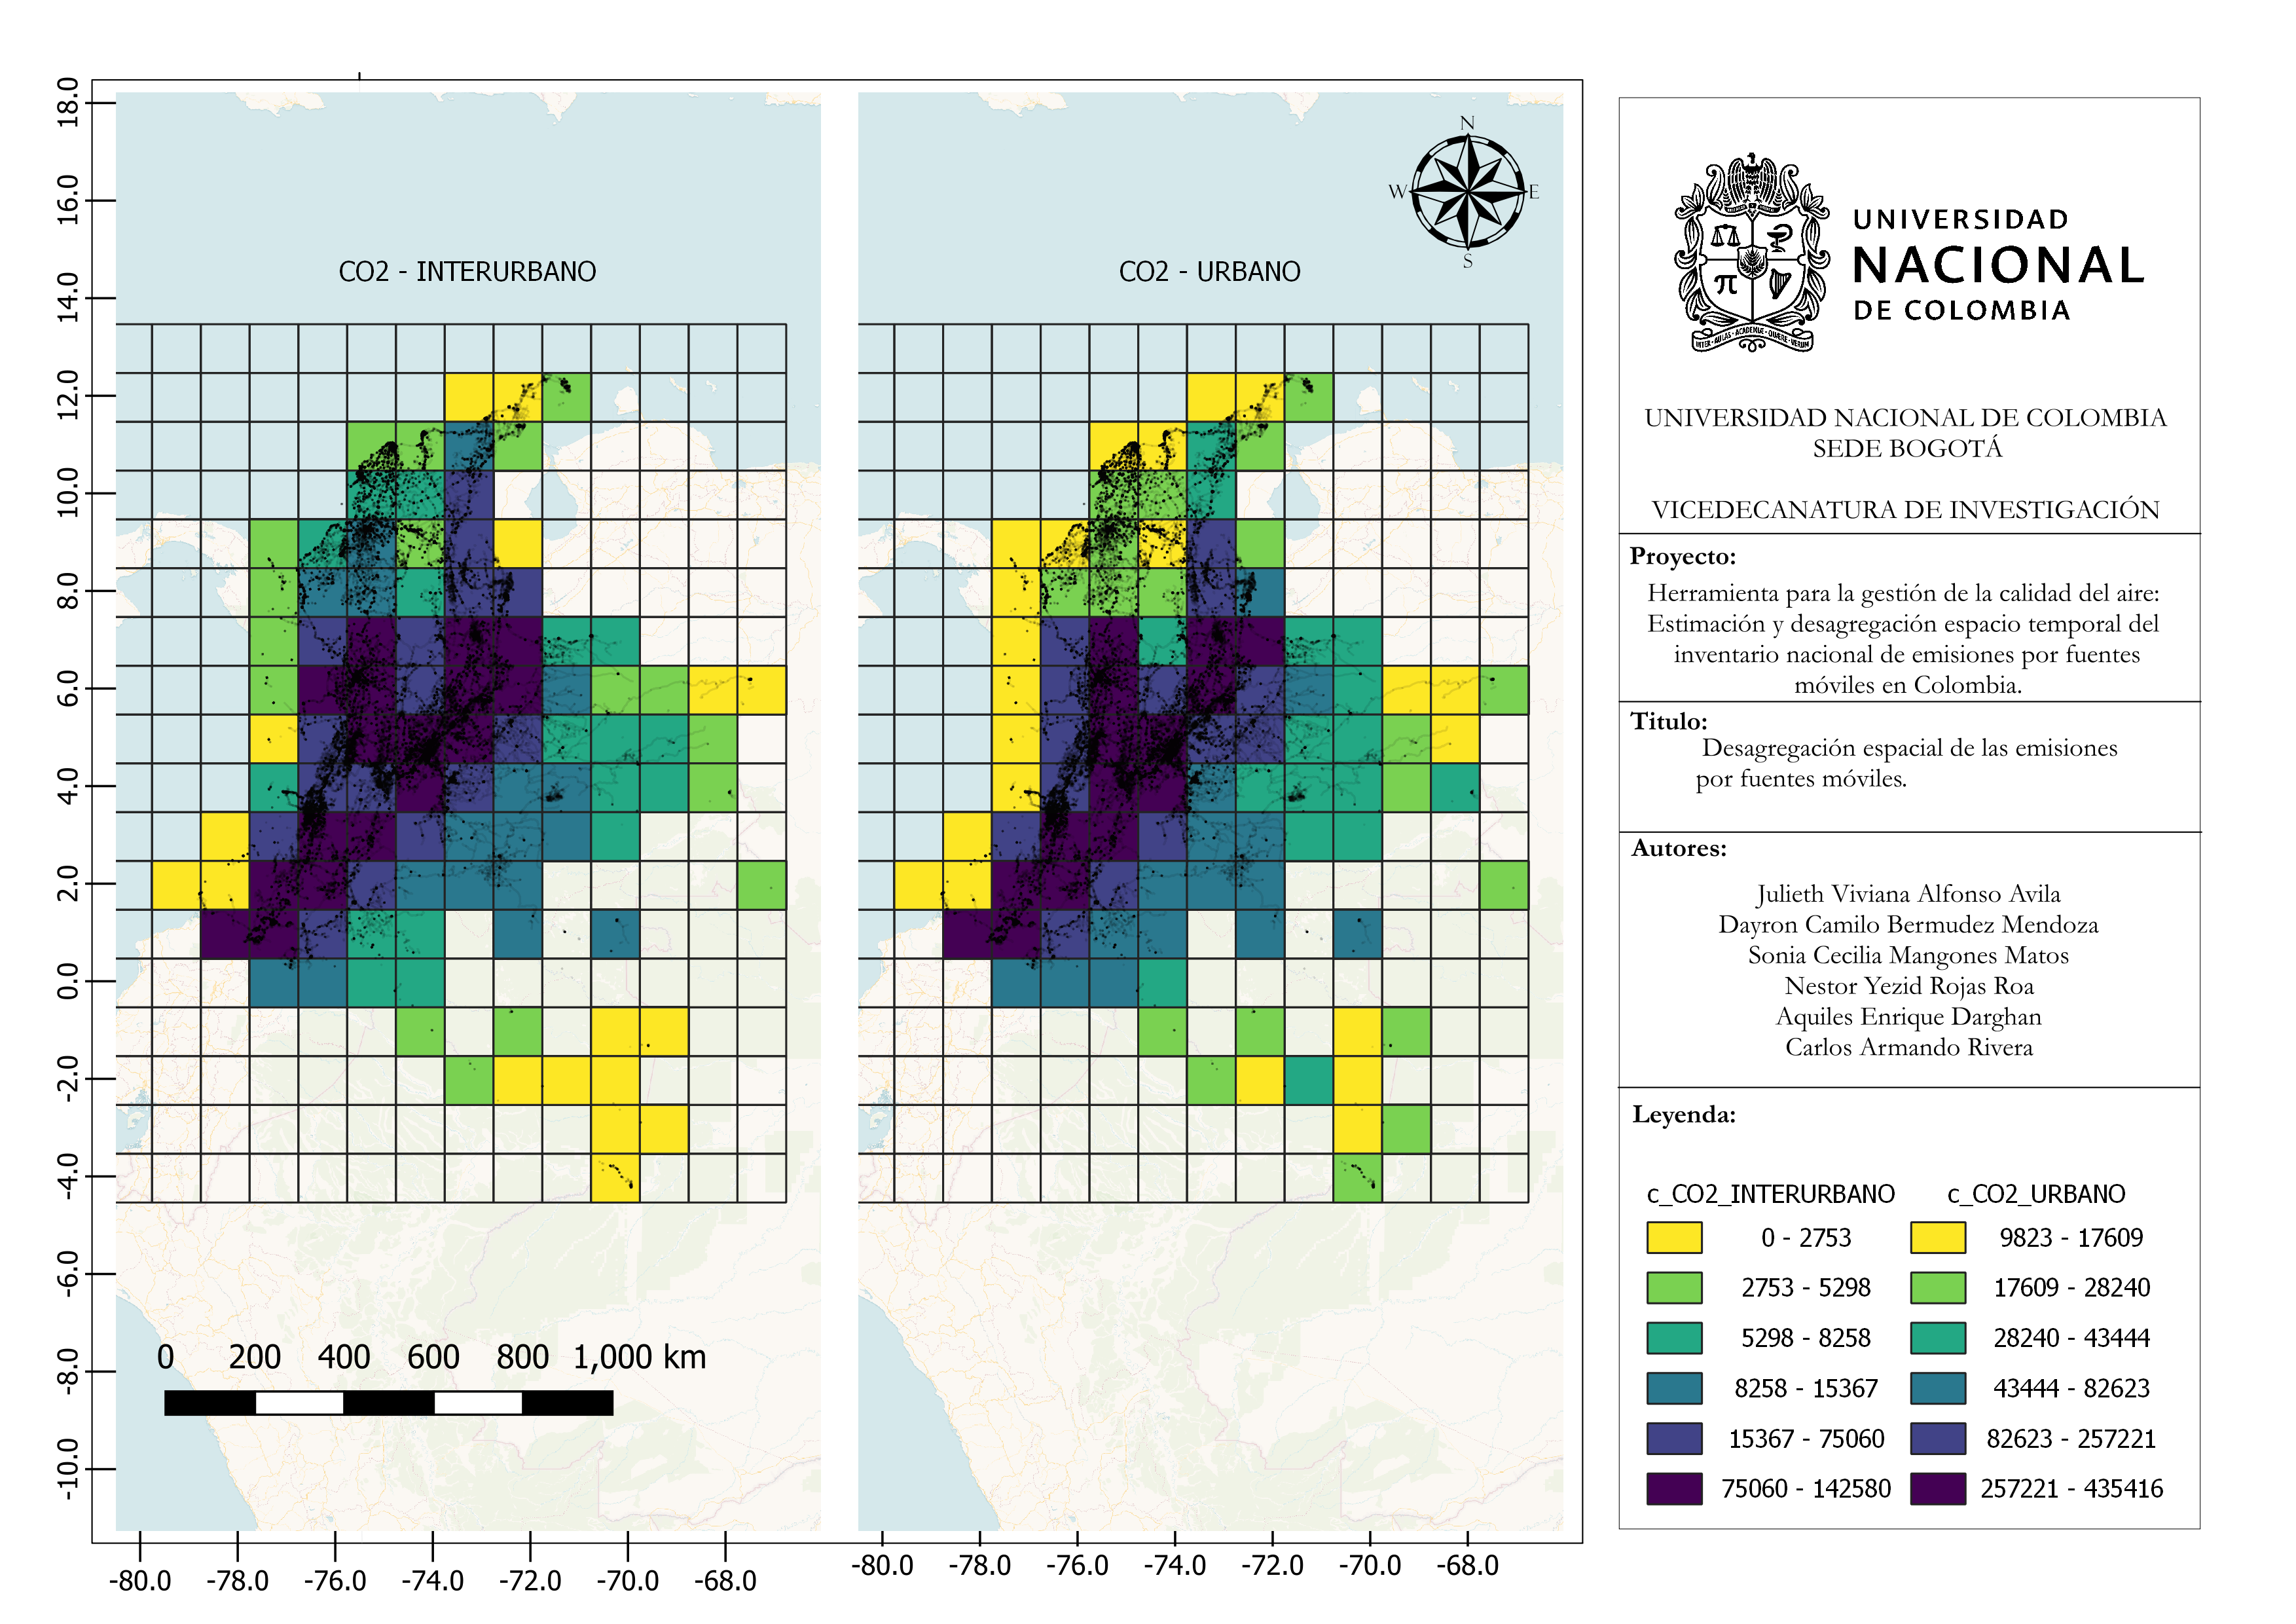 18.0
16.0
14.0
12.0
10.0
8.0
6.0
4.0
2.0
0.0
-2.0
-4.0
-6.0
-8.0
-10.0
CO2 - INTERURBANO
CO2 - URBANO
N
W
E
S
0 200 400 600 800 1,000 km
-80.0 -78.0 -76.0 -74.0 -72.0 -70.0 -68.0
-80.0 -78.0 -76.0 -74.0 -72.0 -70.0 -68.0
π
INTER · AULAS · ACADEMIÆ · QUÆRE · VERUM
UNIVERSIDAD
NACIONAL
DE COLOMBIA
UNIVERSIDAD NACIONAL DE COLOMBIA
SEDE BOGOTÁ
VICEDECANATURA DE INVESTIGACIÓN
Proyecto:
Herramienta para la gestión de la calidad del aire:
Estimación y desagregación espacio temporal del
inventario nacional de emisiones por fuentes
móviles en Colombia.
Titulo:
Desagregación espacial de las emisiones
por fuentes móviles.
Autores:
Julieth Viviana Alfonso Avila
Dayron Camilo Bermudez Mendoza
Sonia Cecilia Mangones Matos
Nestor Yezid Rojas Roa
Aquiles Enrique Darghan
Carlos Armando Rivera
Leyenda:
c_CO2_INTERURBANO c_CO2_URBANO
0 - 2753 9823 - 17609
2753 - 5298 17609 - 28240
5298 - 8258 28240 - 43444
8258 - 15367 43444 - 82623
15367 - 75060 82623 - 257221
75060 - 142580 257221 - 435416